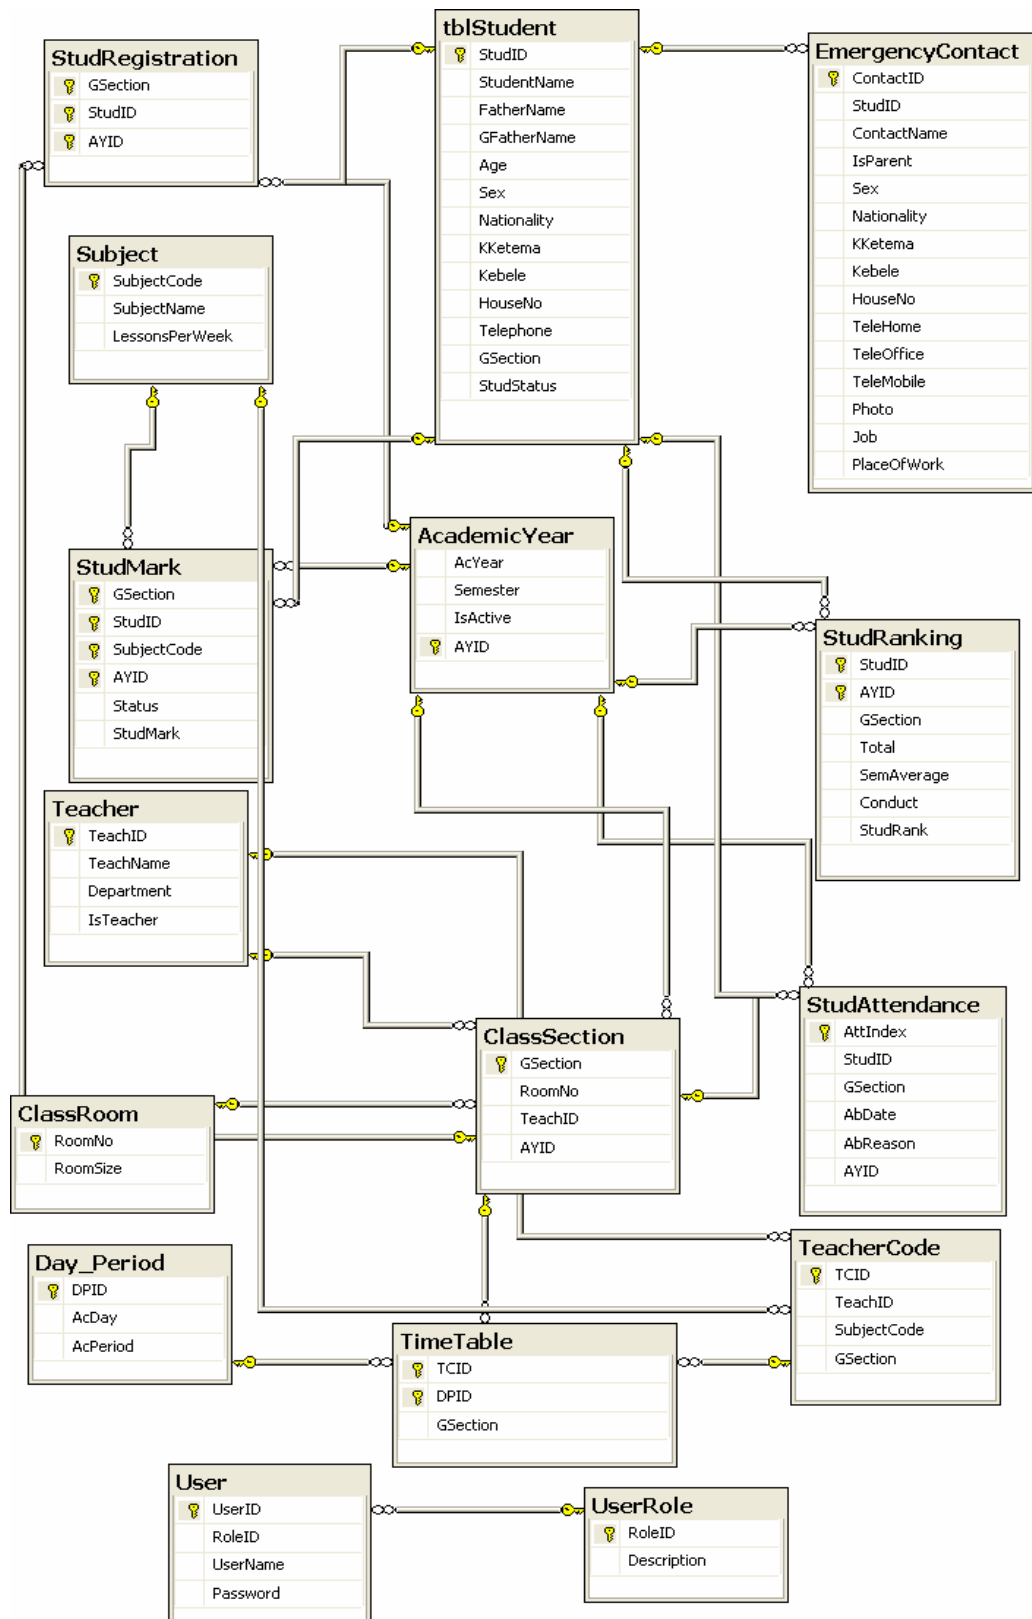 StudRegistration
GSection
StudID
AYID
tblStudent
StudID
StudentName
FatherName
GFatherName
Age
Sex
Nationality
KKetema
Kebele
HouseNo
Telephone
GSection
StudStatus
EmergencyContact
ContactID
StudID
ContactName
IsParent
Sex
Nationality
KKetema
Kebele
HouseNo
TeleHome
TeleOffice
TeleMobile
Photo
Job
PlaceOfWork
Subject
SubjectCode
SubjectName
LessonsPerWeek
AcademicYear
AcYear
Semester
IsActive
AYID
StudMark
GSection
StudID
SubjectCode
AYID
Status
StudMark
StudRanking
StudID
AYID
GSection
Total
SemAverage
Conduct
StudRank
Teacher
TeachID
TeachName
Department
IsTeacher
StudAttendance
AttIndex
StudID
GSection
AbDate
AbReason
AYID
ClassSection
GSection
RoomNo
TeachID
AYID
ClassRoom
RoomNo
RoomSize
TeacherCode
TCID
TeachID
SubjectCode
GSection
Day_Period
DPID
AcDay
AcPeriod
TimeTable
TCID
DPID
GSection
User
UserID
RoleID
UserName
Password
UserRole
RoleID
Description